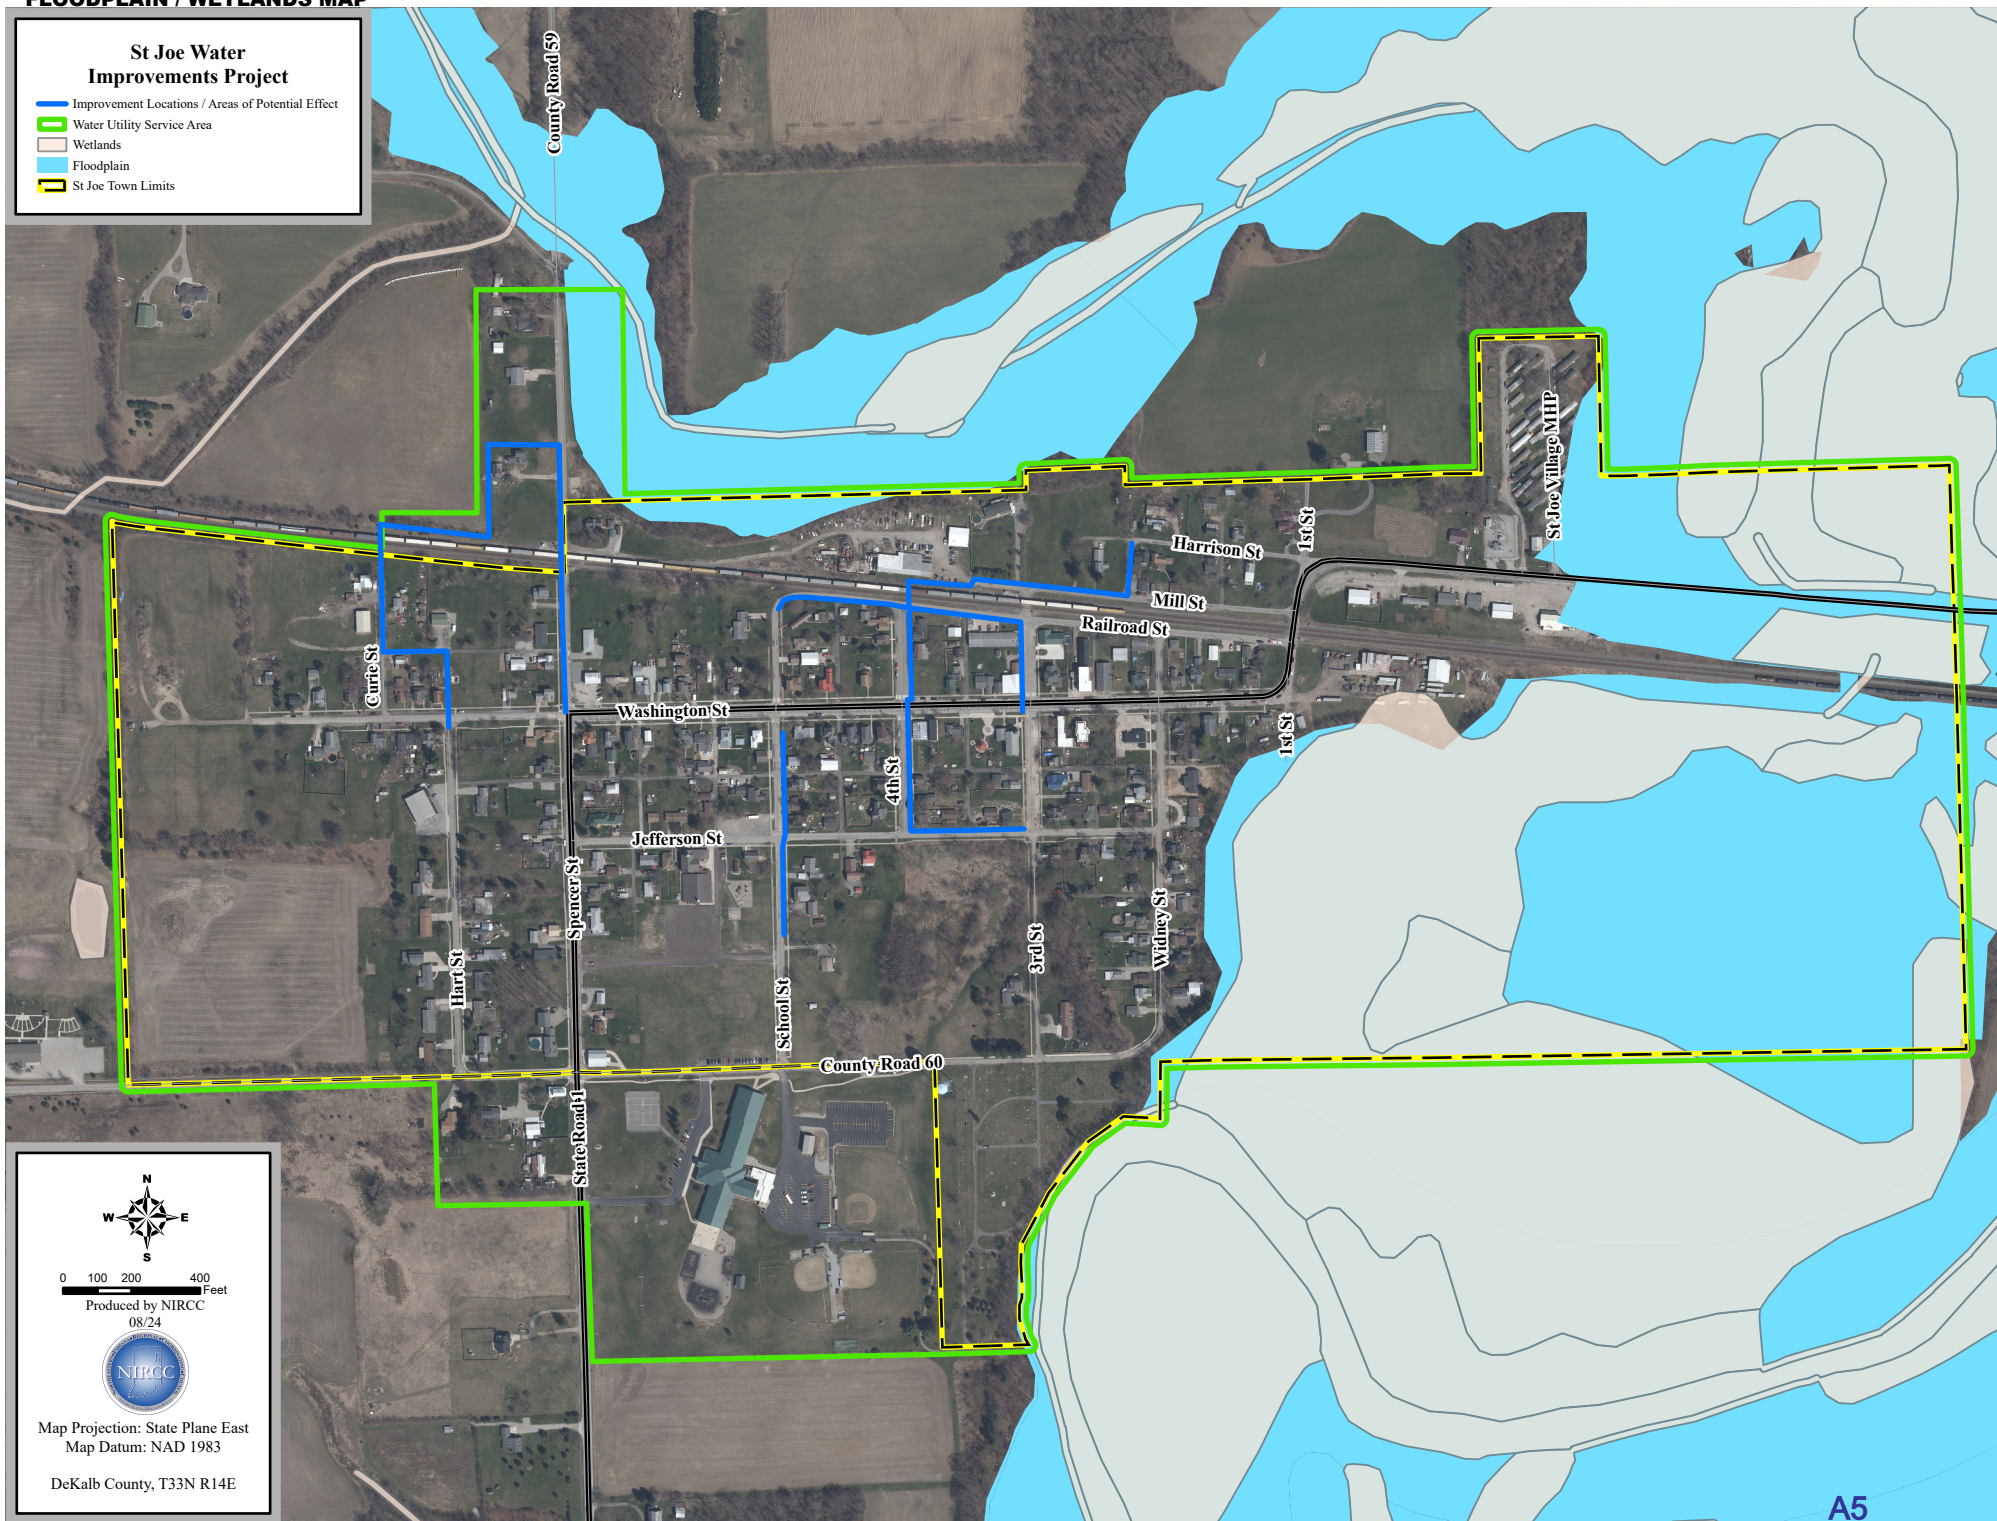 FLOODPLAIN / WETLANDS MAP
St Joe Water
Improvements Project
Improvement Locations / Areas of Potential Effect
Water Utility Service Area
Wetlands
Floodplain
St Joe Town Limits
County Road 59
St Joe Village MHP
1st St
Harrison St
Mill St
Railroad St
Curie St
Washington St
1st St
4th St
Jefferson St
Spencer St
Widney St
3rd St
Hart St
School St
County Road 60
State Road 1
N
W
E
S
0 100 200 400
Feet
Produced by NIRCC
08/24
NIRCC
Map Projection: State Plane East
Map Datum: NAD 1983
DeKalb County, T33N R14E
A5